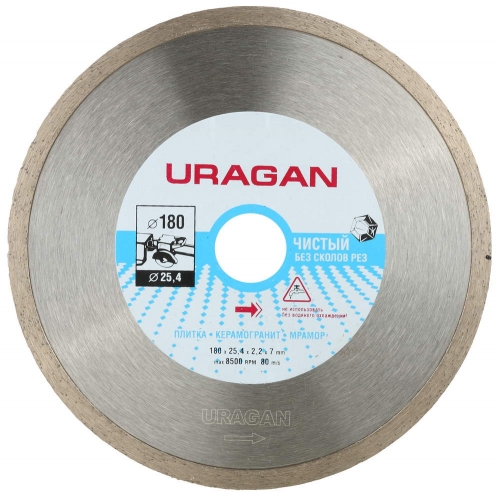 URAGAN
⌀180
⌀25,4
ЧИСТЫЙ
БЕЗ СКОЛОВ РЕЗ
НЕ ИСПОЛЬЗОВАТЬ
БЕЗ ВОДЯНОГО ОХЛАЖДЕНИЯ!
ПЛИТКА • КЕРАМОГРАНИТ • МРАМОР
180 x 25,4 x 2,2 x 7 mm
Max 8500 RPM 80 m/s
URAGAN